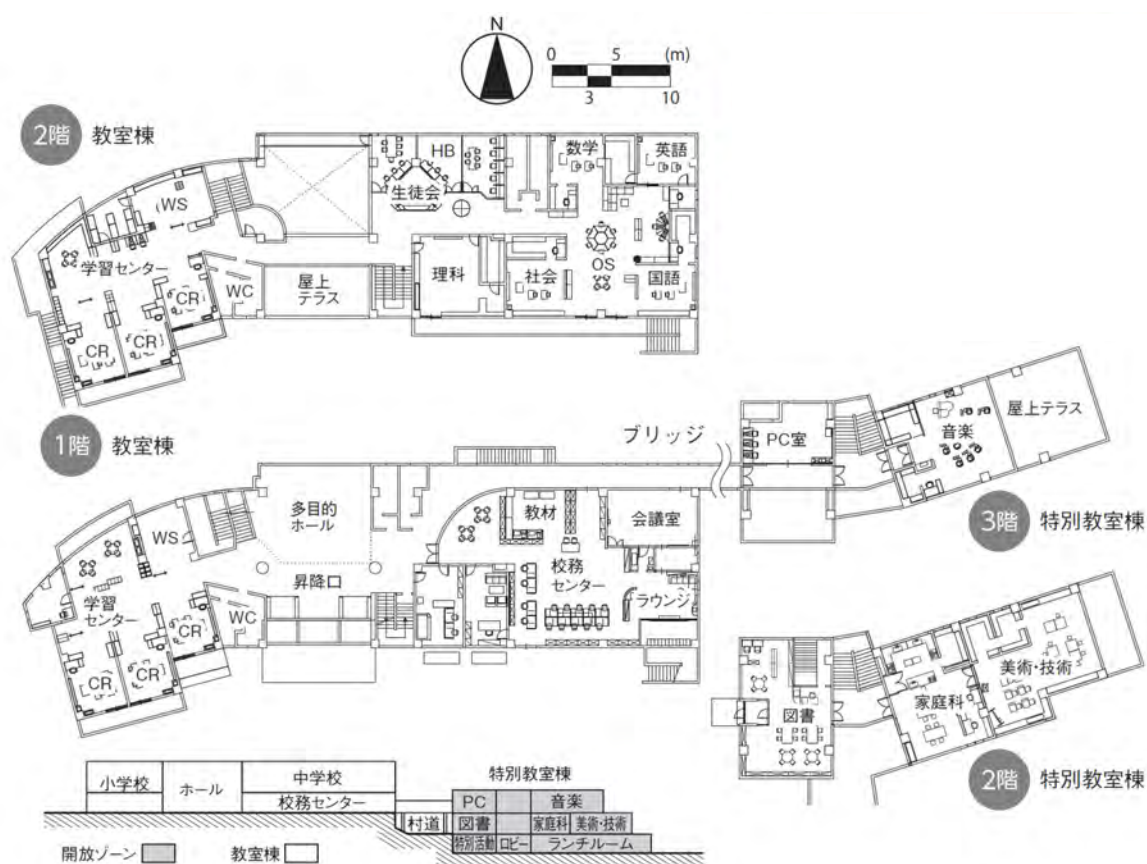 N
0 5 (m)
3 10
2階 教室棟
WS
学習センター
CR
CR
CR
WC
屋上
テラス
HB
生徒会
理科
数学
英語
OS
社会
国語
1階 教室棟
WS
学習
センター
CR
CR
CR
WC
多目的
ホール
昇降口
教材
会議室
校務
センター
ラウンジ
ブリッジ
PC室
音楽
屋上テラス
3階 特別教室棟
図書
家庭科
美術・技術
2階 特別教室棟
小学校
ホール
中学校
校務センター
村道
特別教室棟
PC
音楽
図書
家庭科
美術・技術
特別活動
ロビー
ランチルーム
開放ゾーン
教室棟